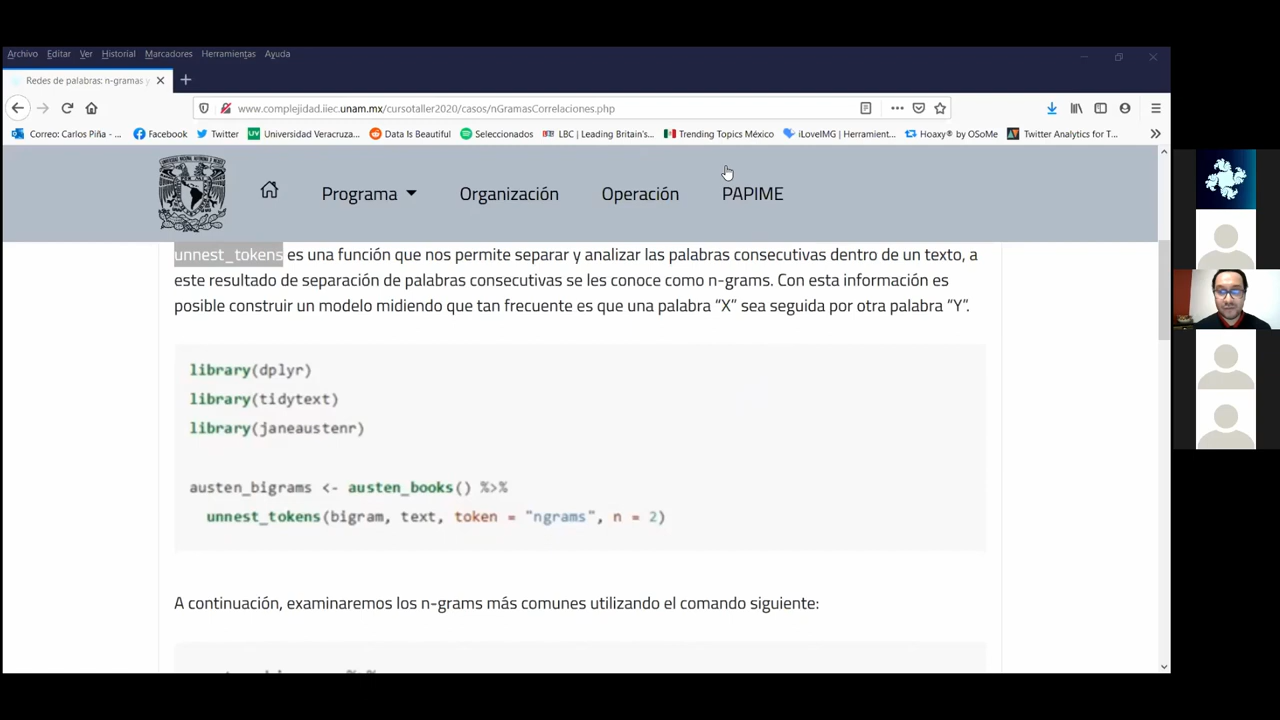 Archivo Editar Ver Historial Marcadores Herramientas Ayuda
Redes de palabras: n-gramas y
www.complejidad.iiec.unam.mx/cursotaller2020/casos/nGramasCorrelaciones.php
Correo: Carlos Piña - ... Facebook Twitter Universidad Veracruza... Data Is Beautiful Seleccionados LBC | Leading Britain's... Trending Topics México iLoveIMG | Herramient... Hoaxy® by OSoMe Twitter Analytics for T...
Programa Organización Operación PAPIME
unnest_tokens es una función que nos permite separar y analizar las palabras consecutivas dentro de un texto, a
este resultado de separación de palabras consecutivas se les conoce como n-grams. Con esta información es
posible construir un modelo midiendo que tan frecuente es que una palabra “X” sea seguida por otra palabra “Y”.
library(dplyr)
library(tidytext)
library(janeaustenr)
austen_bigrams <- austen_books() %>%
unnest_tokens(bigram, text, token = "ngrams", n = 2)
A continuación, examinaremos los n-grams más comunes utilizando el comando siguiente: